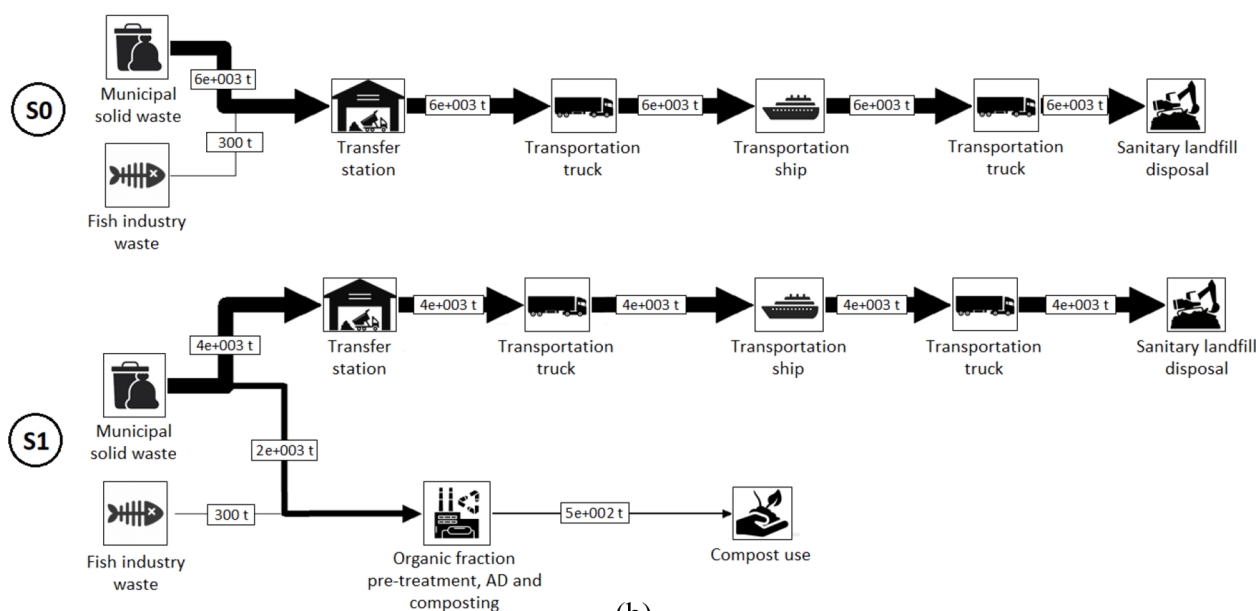 S0
Municipal
solid waste
6e+003 t
300 t
Fish industry
waste
Transfer
station
6e+003 t
Transportation
truck
6e+003 t
Transportation
ship
6e+003 t
Transportation
truck
6e+003 t
Sanitary landfill
disposal
S1
Municipal
solid waste
4e+003 t
Transfer
station
4e+003 t
Transportation
truck
4e+003 t
Transportation
ship
4e+003 t
Transportation
truck
4e+003 t
Sanitary landfill
disposal
2e+003 t
Fish industry
waste
300 t
Organic fraction
pre-treatment, AD and
composting
5e+002 t
Compost use
(b)